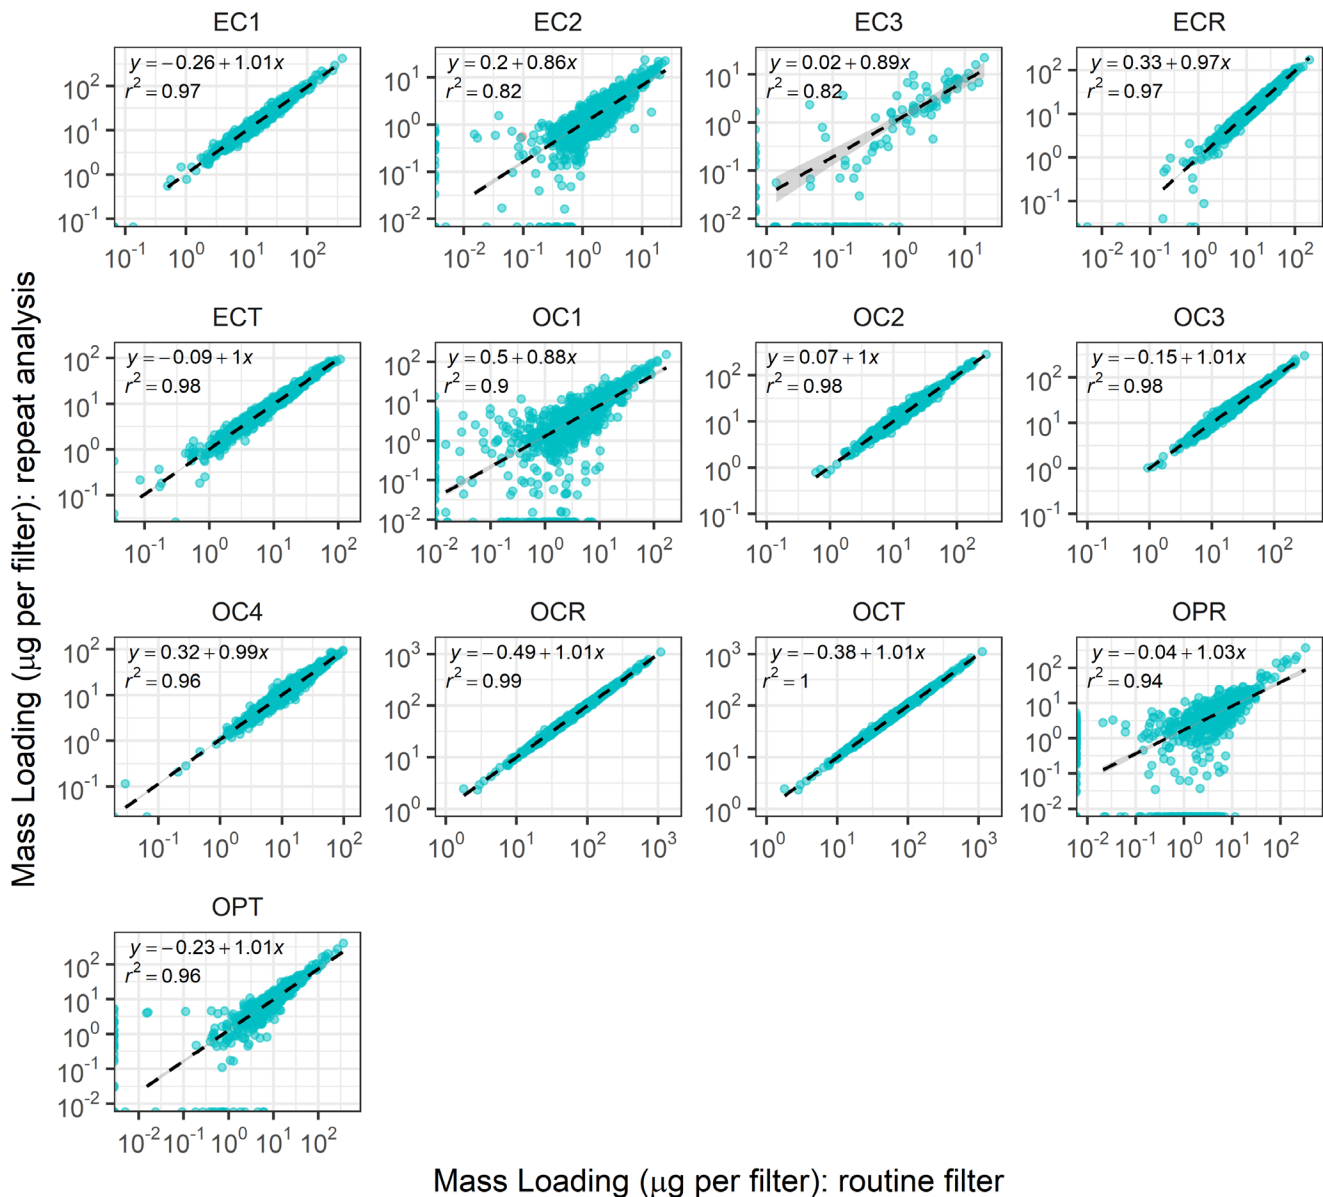 EC1
EC2
EC3
ECR
y = −0.26 + 1.01x
r² = 0.97
y = 0.2 + 0.86x
r² = 0.82
y = 0.02 + 0.89x
r² = 0.82
y = 0.33 + 0.97x
r² = 0.97
10²
10¹
10⁰
10⁻¹
10⁻¹ 10⁰ 10¹ 10²
10¹
10⁰
10⁻¹
10⁻²
10⁻² 10⁻¹ 10⁰ 10¹
10¹
10⁰
10⁻¹
10⁻²
10⁻² 10⁻¹ 10⁰ 10¹
10²
10¹
10⁰
10⁻¹
10⁻² 10⁻¹ 10⁰ 10¹ 10²
ECT
OC1
OC2
OC3
y = −0.09 + 1x
r² = 0.98
y = 0.5 + 0.88x
r² = 0.9
y = 0.07 + 1x
r² = 0.98
y = −0.15 + 1.01x
r² = 0.98
10²
10¹
10⁰
10⁻¹
10⁻¹ 10⁰ 10¹ 10²
10²
10¹
10⁰
10⁻¹
10⁻²
10⁻² 10⁻¹ 10⁰ 10¹ 10²
10²
10¹
10⁰
10⁻¹
10⁻² 10⁻¹ 10⁰ 10¹ 10²
10²
10¹
10⁰
10⁻¹
10⁻¹ 10⁰ 10¹ 10²
OC4
OCR
OCT
OPR
y = 0.32 + 0.99x
r² = 0.96
y = −0.49 + 1.01x
r² = 0.99
y = −0.38 + 1.01x
r² = 1
y = −0.04 + 1.03x
r² = 0.94
10²
10¹
10⁰
10⁻¹
10⁻¹ 10⁰ 10¹ 10²
10³
10²
10¹
10⁰
10⁰ 10¹ 10² 10³
10³
10²
10¹
10⁰
10⁰ 10¹ 10² 10³
10²
10¹
10⁰
10⁻¹
10⁻²
10⁻² 10⁻¹ 10⁰ 10¹ 10²
OPT
y = −0.23 + 1.01x
r² = 0.96
10²
10¹
10⁰
10⁻¹
10⁻²
10⁻² 10⁻¹ 10⁰ 10¹ 10²
Mass Loading (μg per filter): repeat analysis
Mass Loading (μg per filter): routine filter